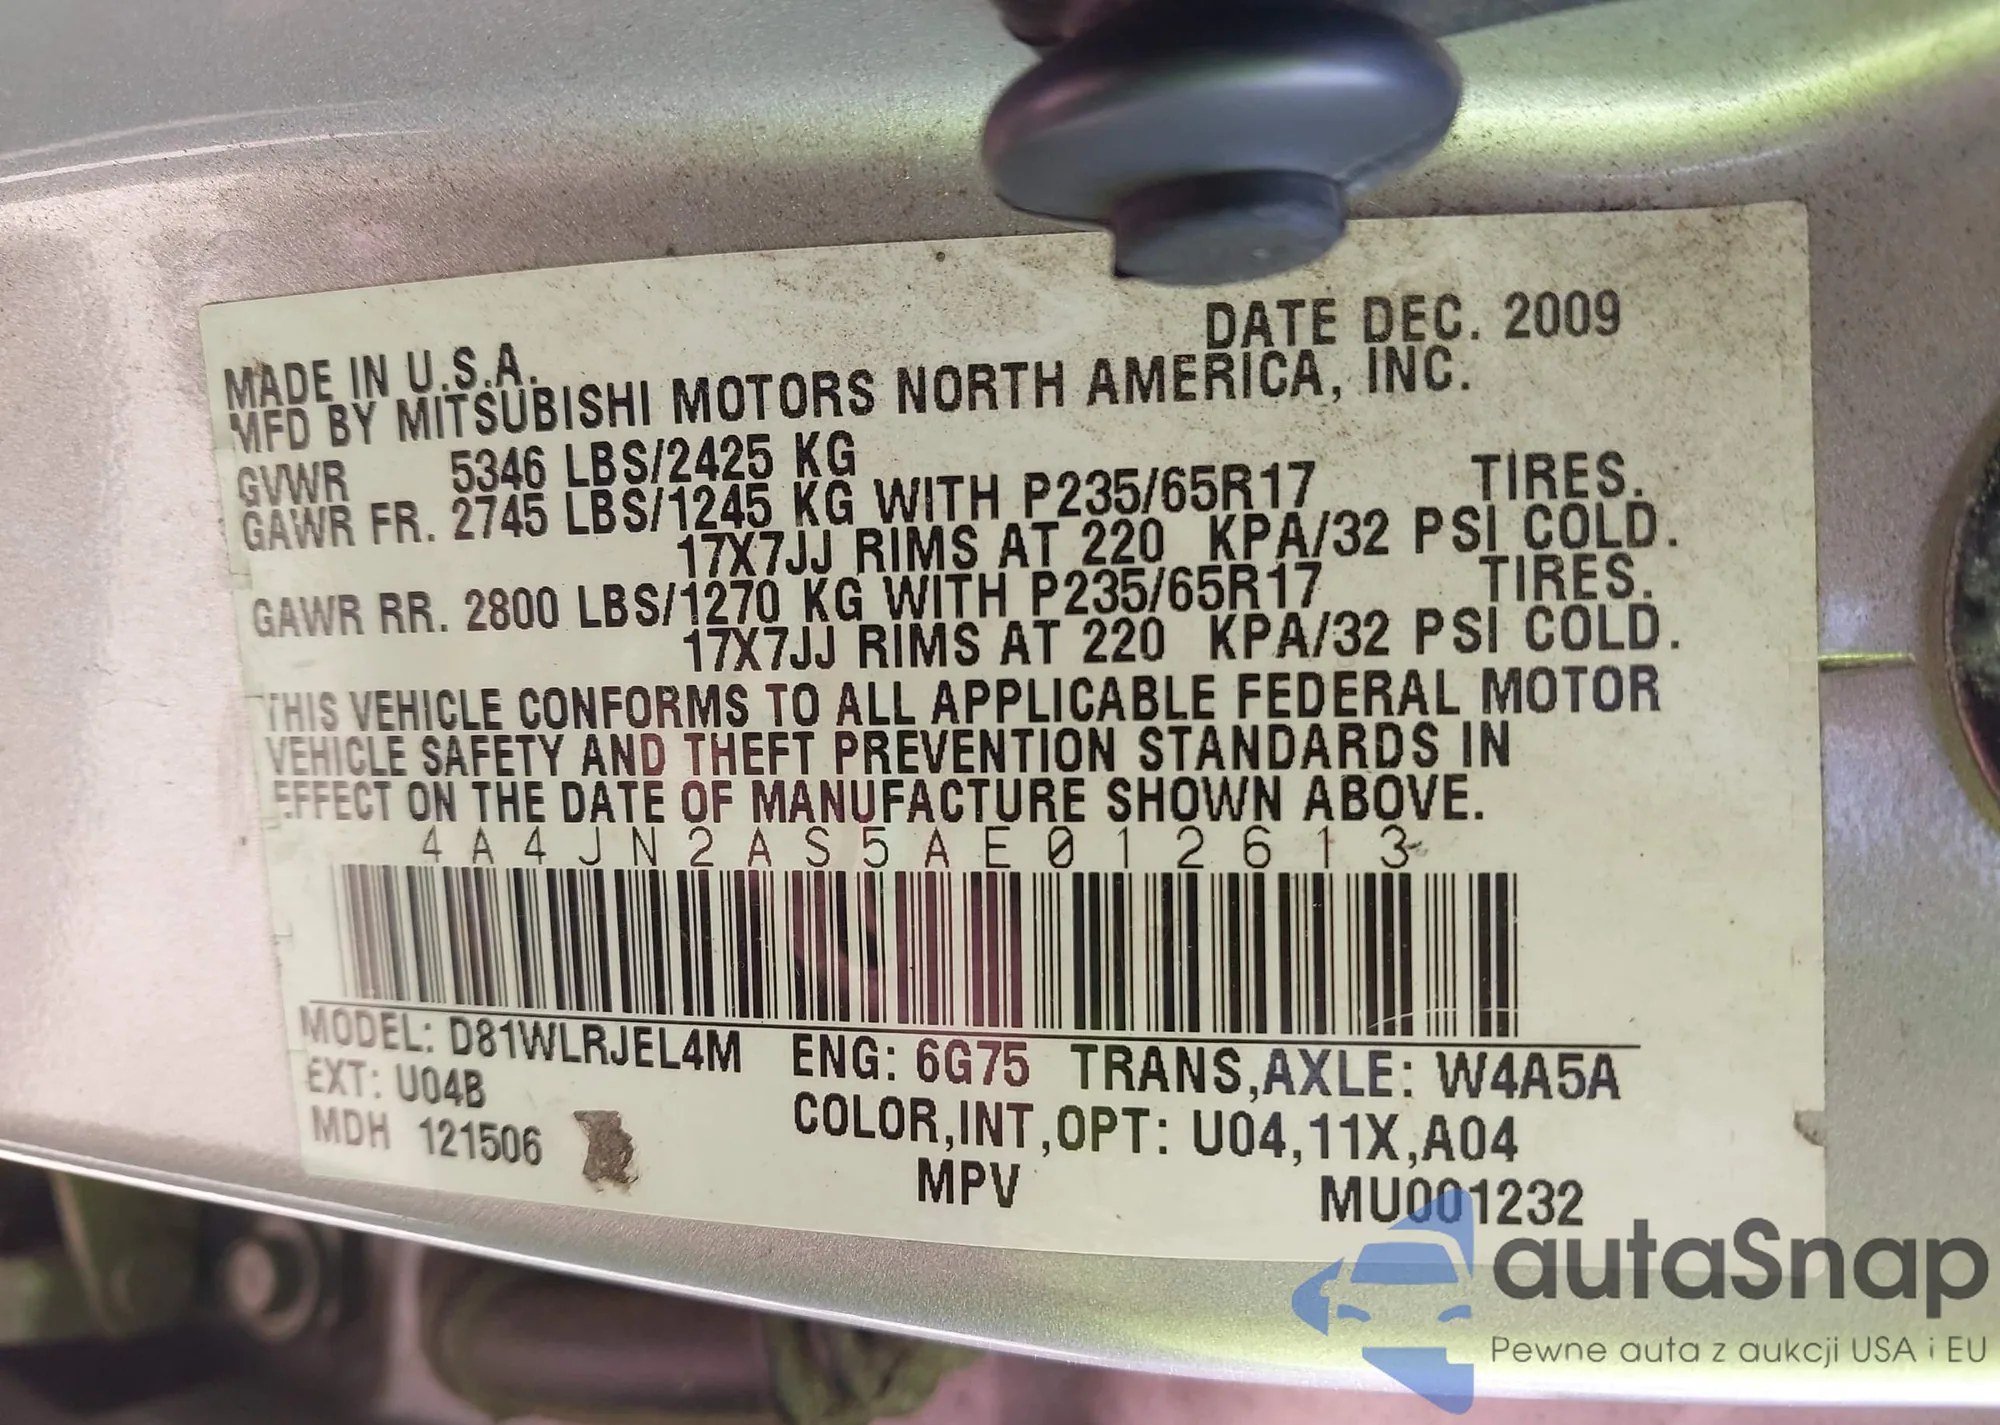 DATE DEC. 2009
MADE IN U.S.A.
MFD BY MITSUBISHI MOTORS NORTH AMERICA, INC.
GVWR 5346 LBS/2425 KG
GAWR FR. 2745 LBS/1245 KG WITH P235/65R17 TIRES.
17X7JJ RIMS AT 220 KPA/32 PSI COLD.
GAWR RR. 2800 LBS/1270 KG WITH P235/65R17 TIRES.
17X7JJ RIMS AT 220 KPA/32 PSI COLD.
THIS VEHICLE CONFORMS TO ALL APPLICABLE FEDERAL MOTOR
VEHICLE SAFETY AND THEFT PREVENTION STANDARDS IN
EFFECT ON THE DATE OF MANUFACTURE SHOWN ABOVE.
4A4JN2AS5AE012613
MODEL: D81WLRJEL4M ENG: 6G75 TRANS,AXLE: W4A5A
EXT: U04B COLOR,INT,OPT: U04,11X,A04
MDH 121506 MPV MU001232
autaSnap
Pewne auta z aukcji USA i EU